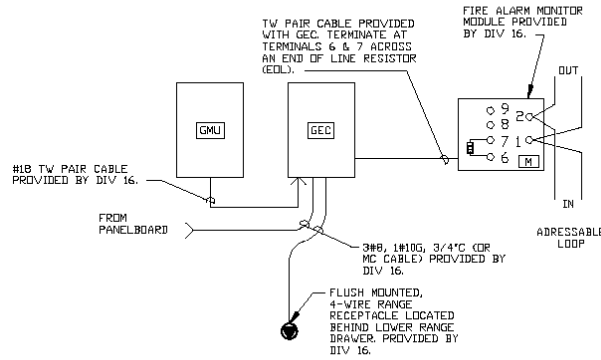 FIRE ALARM MONITOR
MODULE PROVIDED
BY DIV 16.
TW PAIR CABLE PROVIDED
WITH GEC. TERMINATE AT
TERMINALS 6 & 7 ACROSS
AN END OF LINE RESISTOR
(EOL).
OUT
9
2
8
7
1
6
M
GMU
GEC
#18 TW PAIR CABLE
PROVIDED BY DIV 16.
IN
FROM
PANELBOARD
ADRESSABLE
LOOP
3#8, 1#10G, 3/4"C (OR
MC CABLE) PROVIDED BY
DIV 16.
FLUSH MOUNTED,
4-WIRE RANGE
RECEPTACLE LOCATED
BEHIND LOWER RANGE
DRAWER. PROVIDED BY
DIV 16.